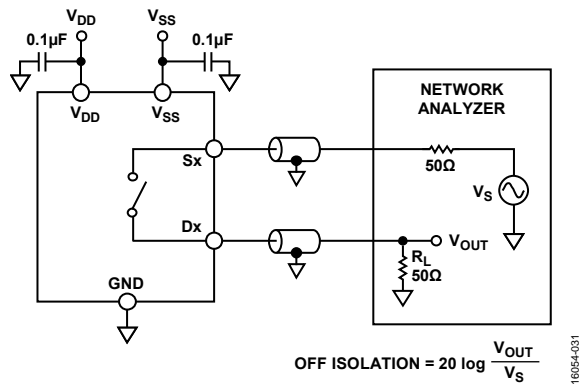 VDD
VSS
0.1µF
0.1µF
VDD
VSS
NETWORK
ANALYZER
Sx
50Ω
VS
Dx
VOUT
RL
50Ω
GND
OFF ISOLATION = 20 log VOUT
VS
16054-031